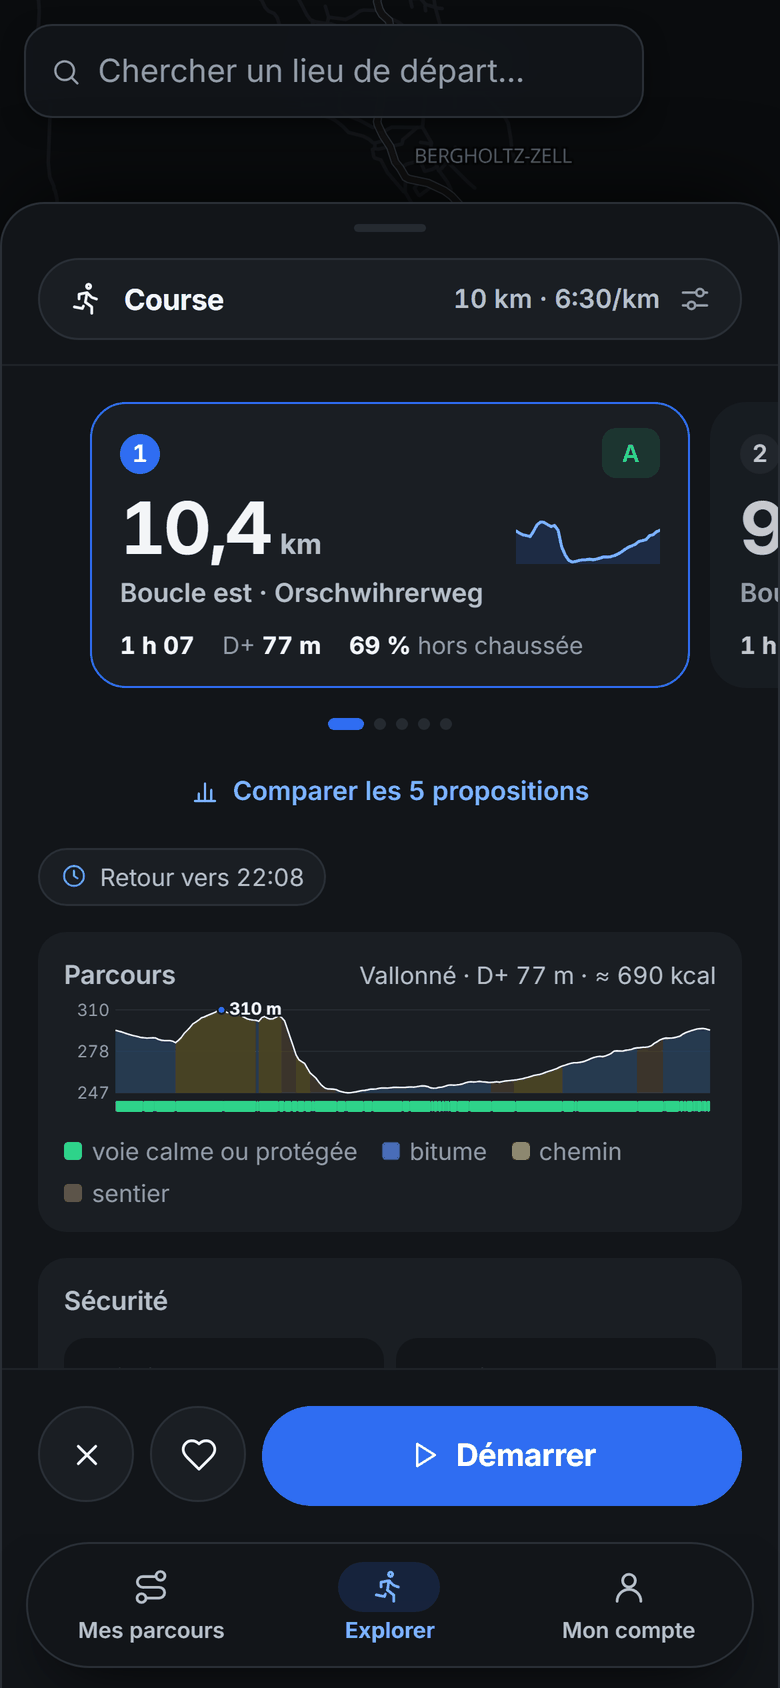 Chercher un lieu de départ...
BERGHOLTZ-ZELL
Course
10 km · 6:30/km
1
A
2
10,4 km
9
Boucle est · Orschwihrerweg
Bou
1 h 07 D+ 77 m 69 % hors chaussée
1 h
Comparer les 5 propositions
Retour vers 22:08
Parcours
Vallonné · D+ 77 m · ≈ 690 kcal
310
310 m
278
247
voie calme ou protégée
bitume
chemin
sentier
Sécurité
Démarrer
Mes parcours
Explorer
Mon compte